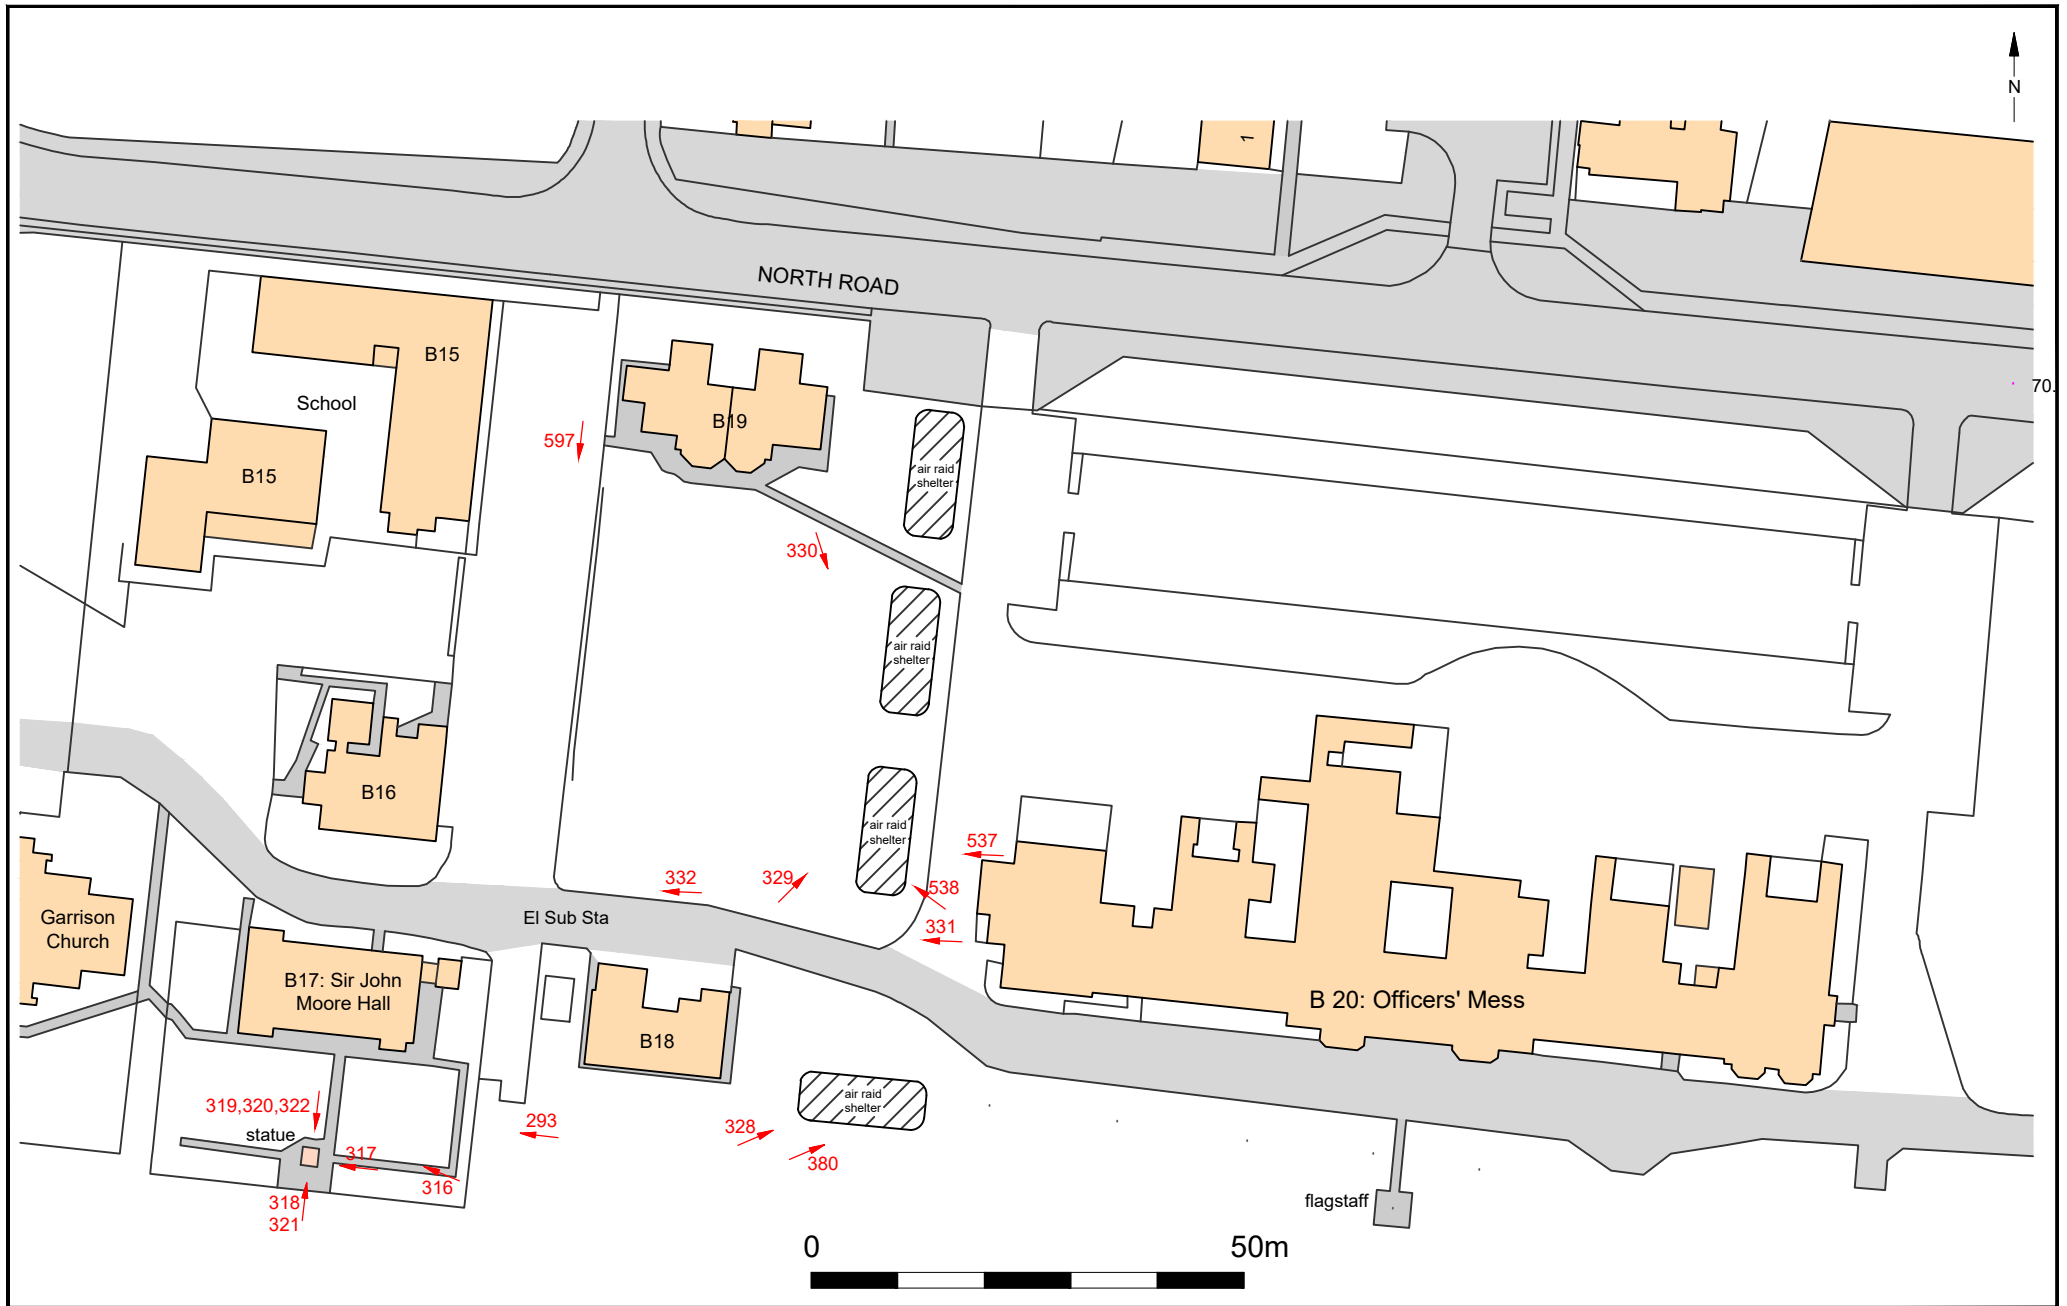 N
1
NORTH ROAD
B15
70.
School
B19
597
air raid
shelter
B15
330
air raid
shelter
B16
air raid
shelter
537
332
329
538
El Sub Sta
331
Garrison
Church
B17: Sir John
Moore Hall
B 20: Officers' Mess
B18
air raid
shelter
319,320,322
293
328
statue
317
380
316
318
321
flagstaff
0
50m